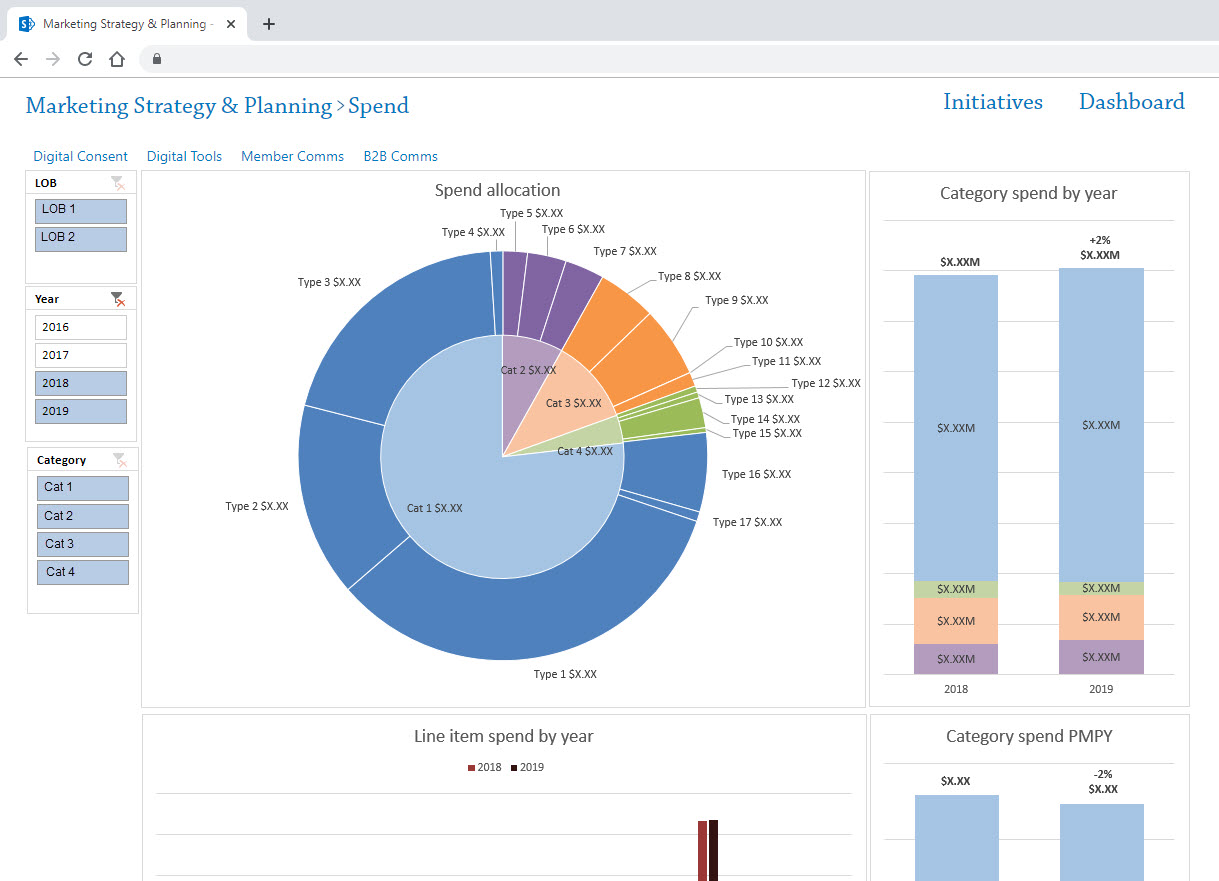 Marketing Strategy & Planning -
Marketing Strategy & Planning > Spend
Initiatives
Dashboard
Digital Consent
Digital Tools
Member Comms
B2B Comms
LOB
LOB 1
LOB 2
Year
2016
2017
2018
2019
Category
Cat 1
Cat 2
Cat 3
Cat 4
Spend allocation
Type 5 $X.XX
Type 4 $X.XX
Type 6 $X.XX
Type 7 $X.XX
Type 3 $X.XX
Type 8 $X.XX
Type 9 $X.XX
Type 10 $X.XX
Type 11 $X.XX
Cat 2 $X.XX
Type 12 $X.XX
Type 13 $X.XX
Cat 3 $X.XX
Type 14 $X.XX
Type 15 $X.XX
Cat 4 $X.XX
Type 16 $X.XX
Type 2 $X.XX
Cat 1 $X.XX
Type 17 $X.XX
Type 1 $X.XX
Category spend by year
+2%
$X.XXM
$X.XXM
$X.XXM
$X.XXM
$X.XXM
$X.XXM
$X.XXM
$X.XXM
$X.XXM
$X.XXM
2018
2019
Line item spend by year
2018
2019
Category spend PMPY
-2%
$X.XX
$X.XX